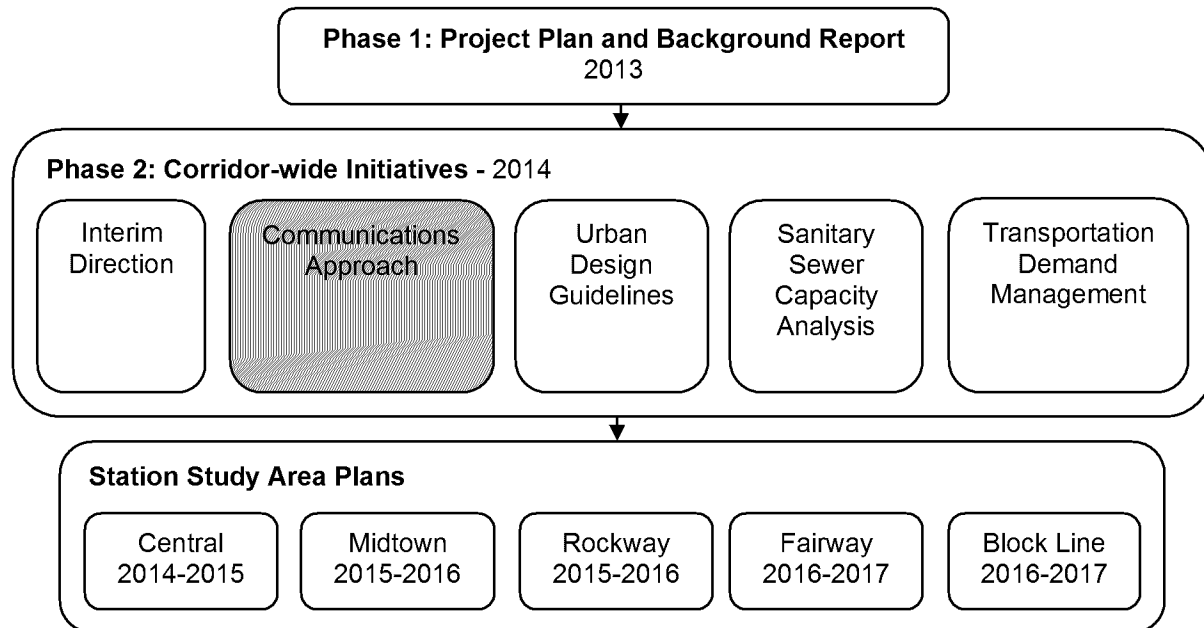 Phase 1: Project Plan and Background Report
2013
Phase 2: Corridor-wide Initiatives - 2014
Interim
Direction
Communications
Approach
Urban
Design
Guidelines
Sanitary
Sewer
Capacity
Analysis
Transportation
Demand
Management
Station Study Area Plans
Central
2014-2015
Midtown
2015-2016
Rockway
2015-2016
Fairway
2016-2017
Block Line
2016-2017